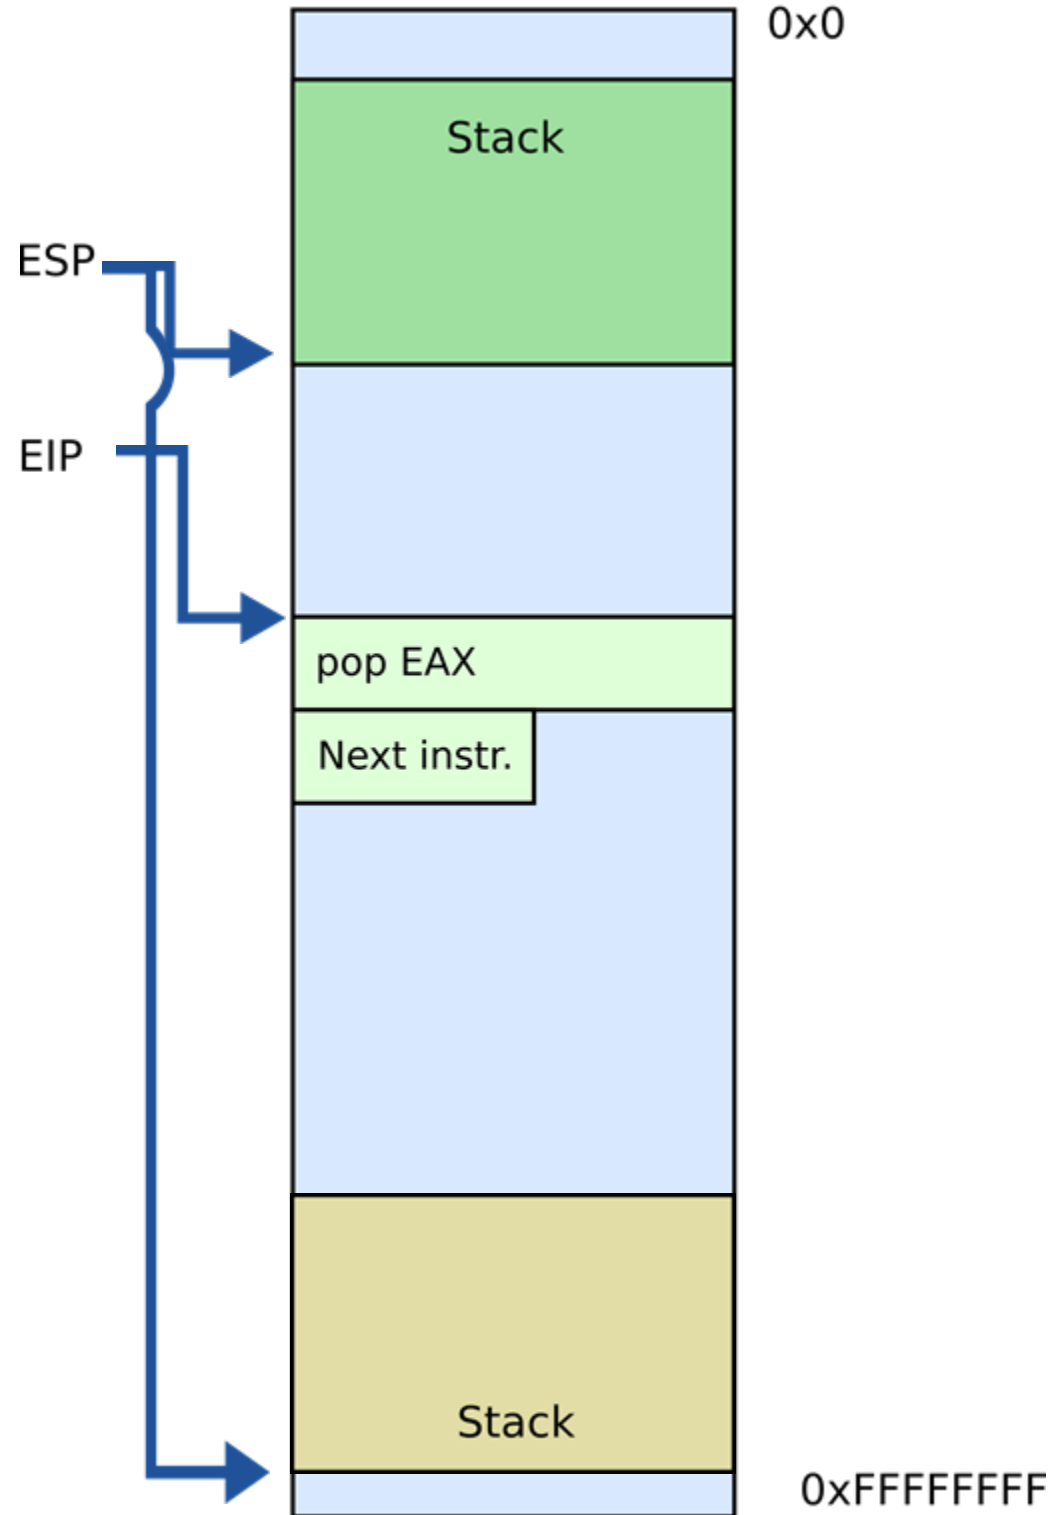 0x0
Stack
ESP
EIP
pop EAX
Next instr.
Stack
0xFFFFFFFF